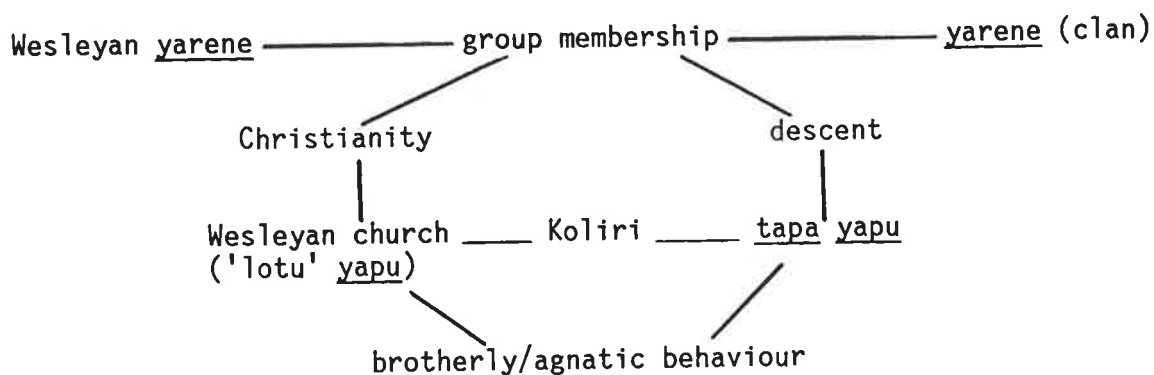 Wesleyan yarene group membership yarene (clan)
Christianity descent
Wesleyan church Koliri tapa yapu
('lotu' yapu)
brotherly/agnatic behaviour